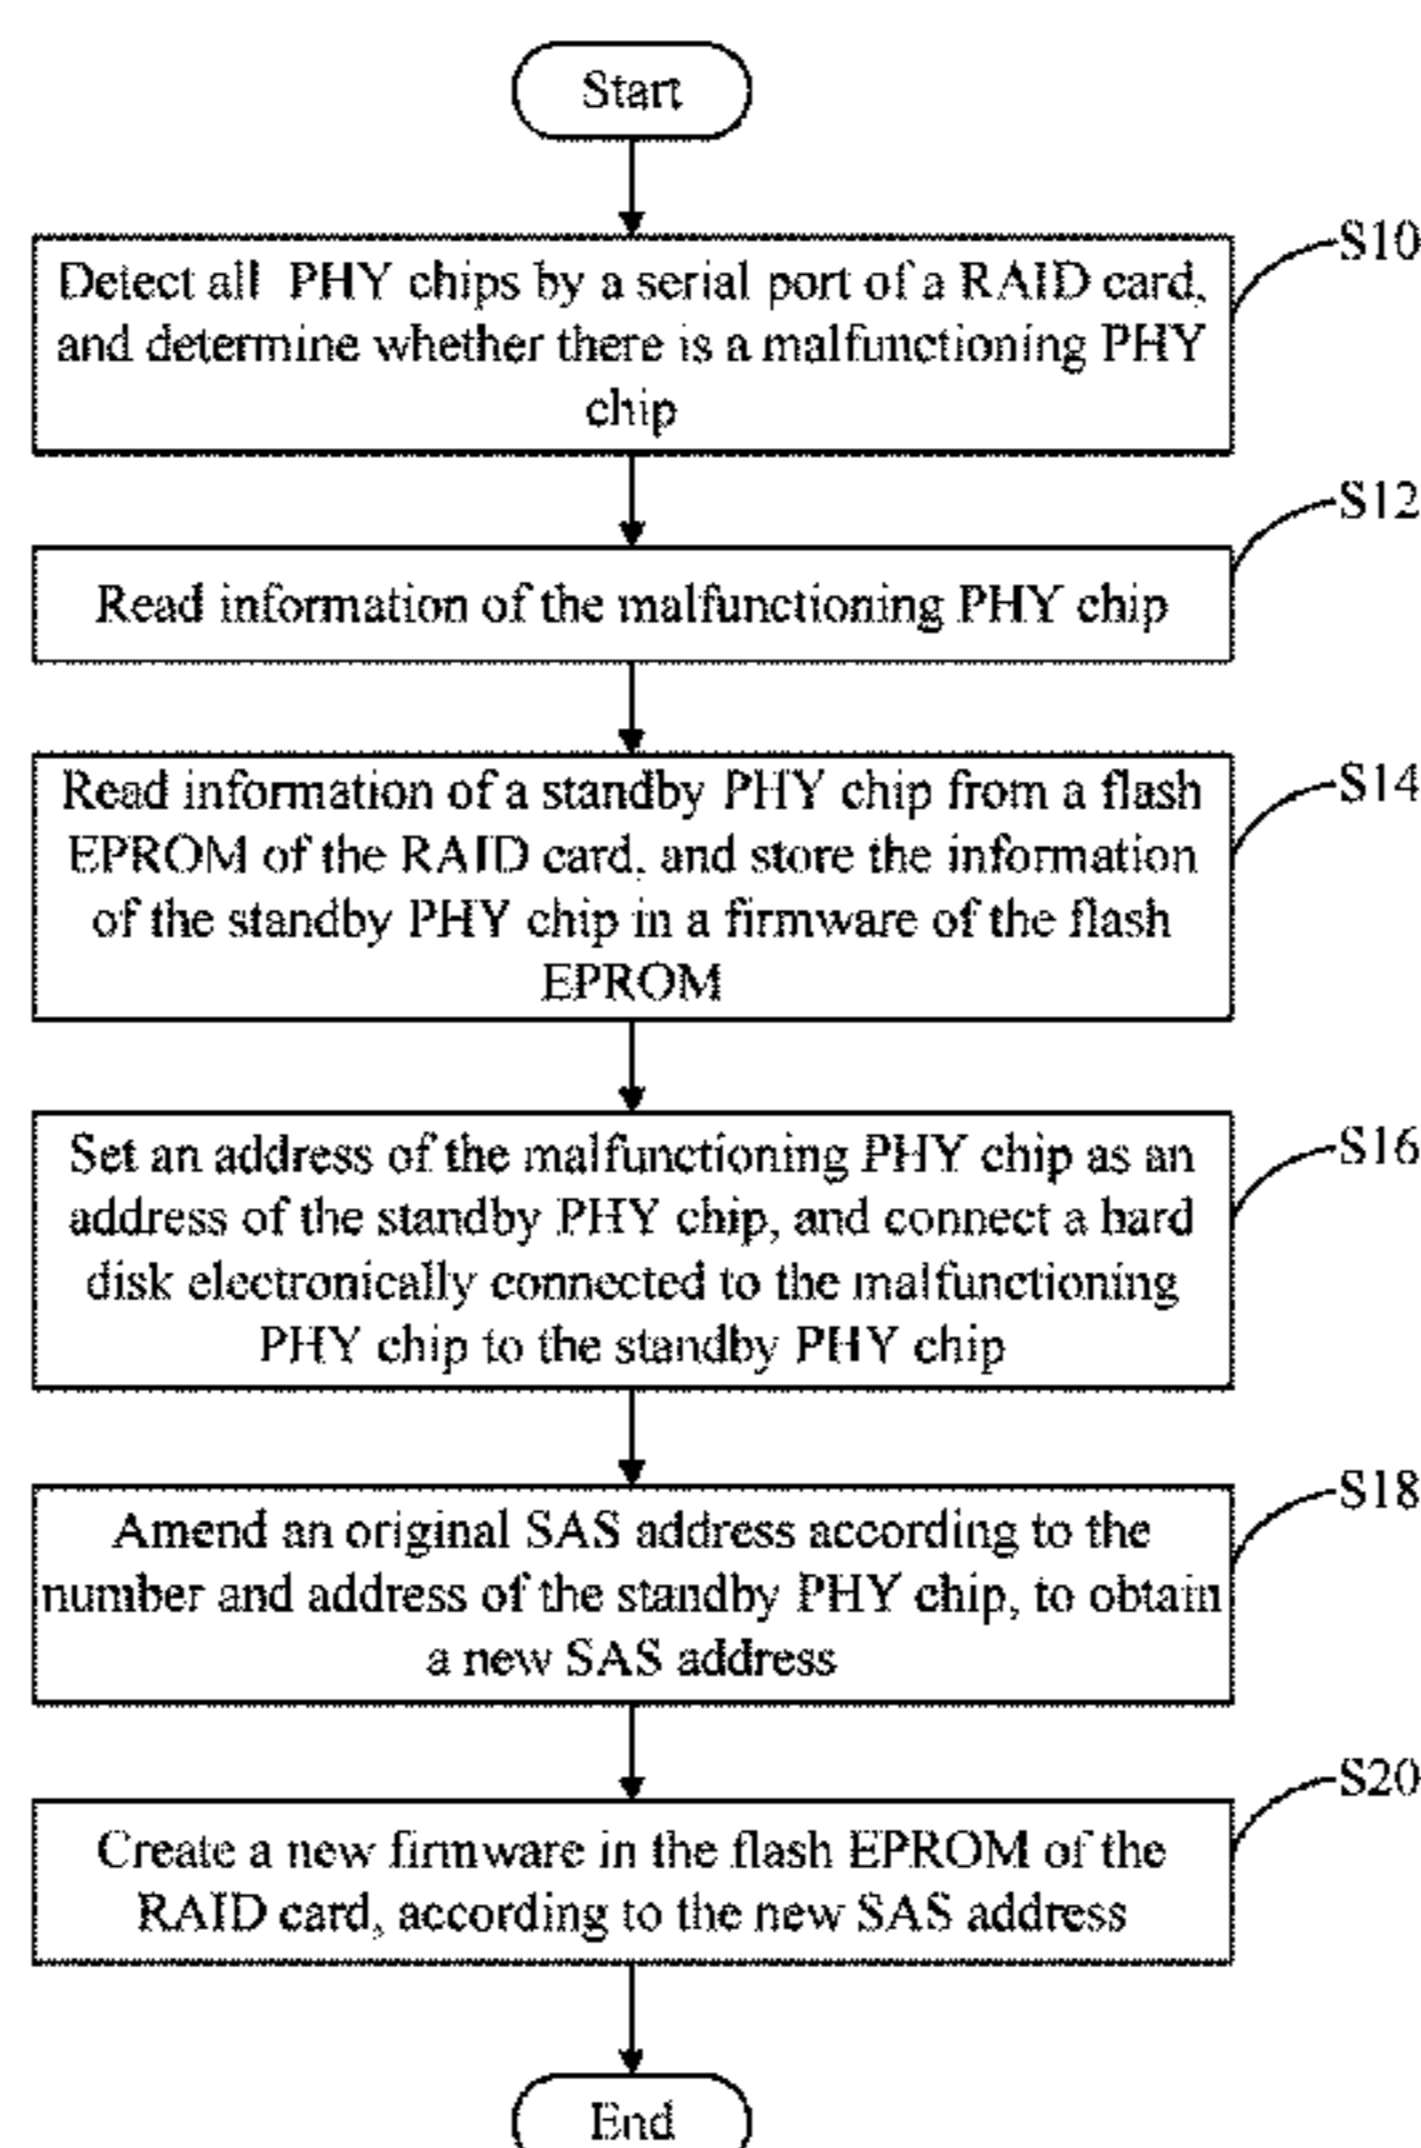 Start
S10
Detect all PHY chips by a serial port of a RAID card,
and determine whether there is a malfunctioning PHY
chip
S12
Read information of the malfunctioning PHY chip
S14
Read information of a standby PHY chip from a flash
EPROM of the RAID card, and store the information
of the standby PHY chip in a firmware of the flash
EPROM
S16
Set an address of the malfunctioning PHY chip as an
address of the standby PHY chip, and connect a hard
disk electronically connected to the malfunctioning
PHY chip to the standby PHY chip
S18
Amend an original SAS address according to the
number and address of the standby PHY chip, to obtain
a new SAS address
S20
Create a new firmware in the flash EPROM of the
RAID card, according to the new SAS address
End